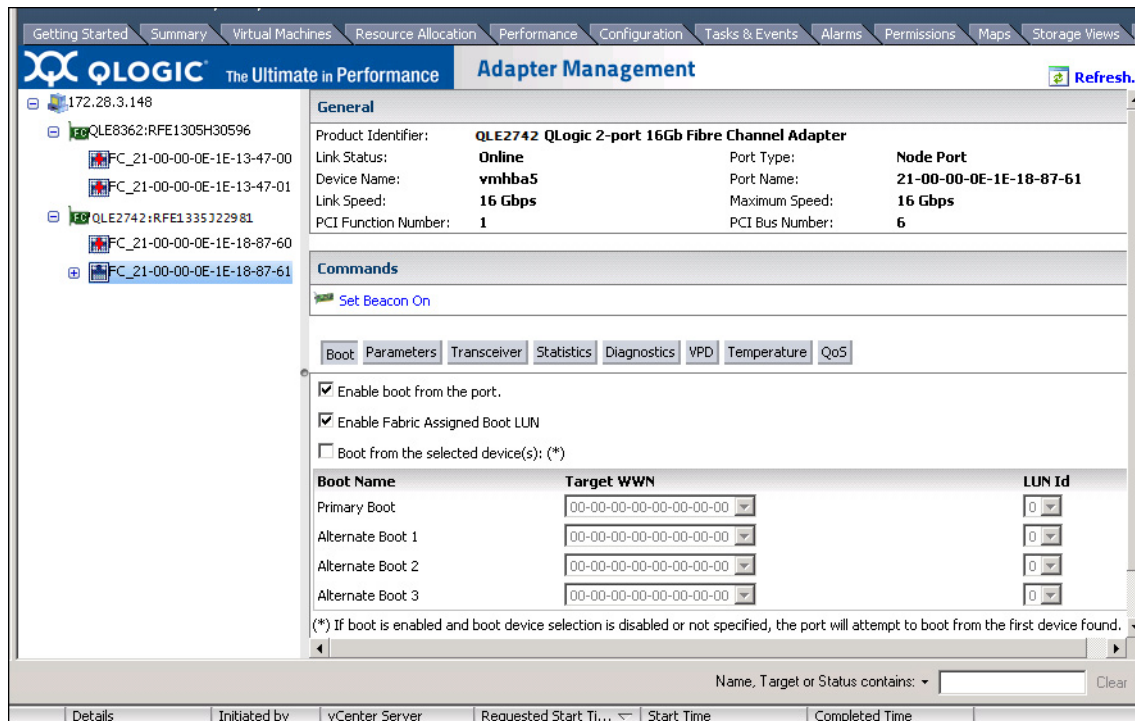 Getting Started Summary Virtual Machines Resource Allocation Performance Configuration Tasks & Events Alarms Permissions Maps Storage Views
QLOGIC The Ultimate in Performance Adapter Management Refresh.
172.28.3.148
QLE8362:RFE1305H30596
FC_21-00-00-0E-1E-13-47-00
FC_21-00-00-0E-1E-13-47-01
QLE2742:RFE1335J22981
FC_21-00-00-0E-1E-18-87-60
FC_21-00-00-0E-1E-18-87-61
General
Product Identifier: QLE2742 QLogic 2-port 16Gb Fibre Channel Adapter
Link Status: Online Port Type: Node Port
Device Name: vmhba5 Port Name: 21-00-00-0E-1E-18-87-61
Link Speed: 16 Gbps Maximum Speed: 16 Gbps
PCI Function Number: 1 PCI Bus Number: 6
Commands
Set Beacon On
Boot Parameters Transceiver Statistics Diagnostics VPD Temperature QoS
Enable boot from the port.
Enable Fabric Assigned Boot LUN
Boot from the selected device(s): (*)
Boot Name Target WWN LUN Id
Primary Boot 00-00-00-00-00-00-00-00 0
Alternate Boot 1 00-00-00-00-00-00-00-00 0
Alternate Boot 2 00-00-00-00-00-00-00-00 0
Alternate Boot 3 00-00-00-00-00-00-00-00 0
(*) If boot is enabled and boot device selection is disabled or not specified, the port will attempt to boot from the first device found.
Name, Target or Status contains: Clear
Details Initiated by vCenter Server Requested Start Ti... Start Time Completed Time